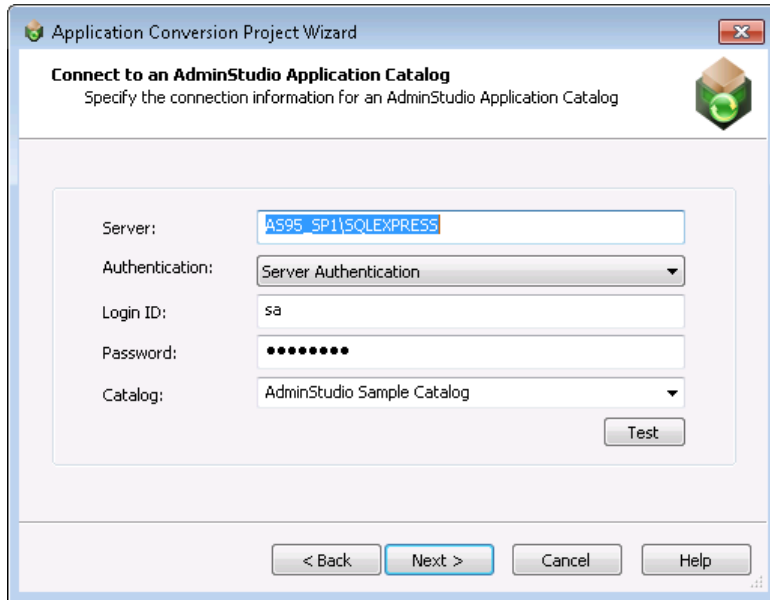 Application Conversion Project Wizard
Connect to an AdminStudio Application Catalog
Specify the connection information for an AdminStudio Application Catalog
Server: AS95_SP1\SQLEXPRESS
Authentication: Server Authentication
Login ID: sa
Password: ●●●●●●●●
Catalog: AdminStudio Sample Catalog
Test
< Back Next > Cancel Help